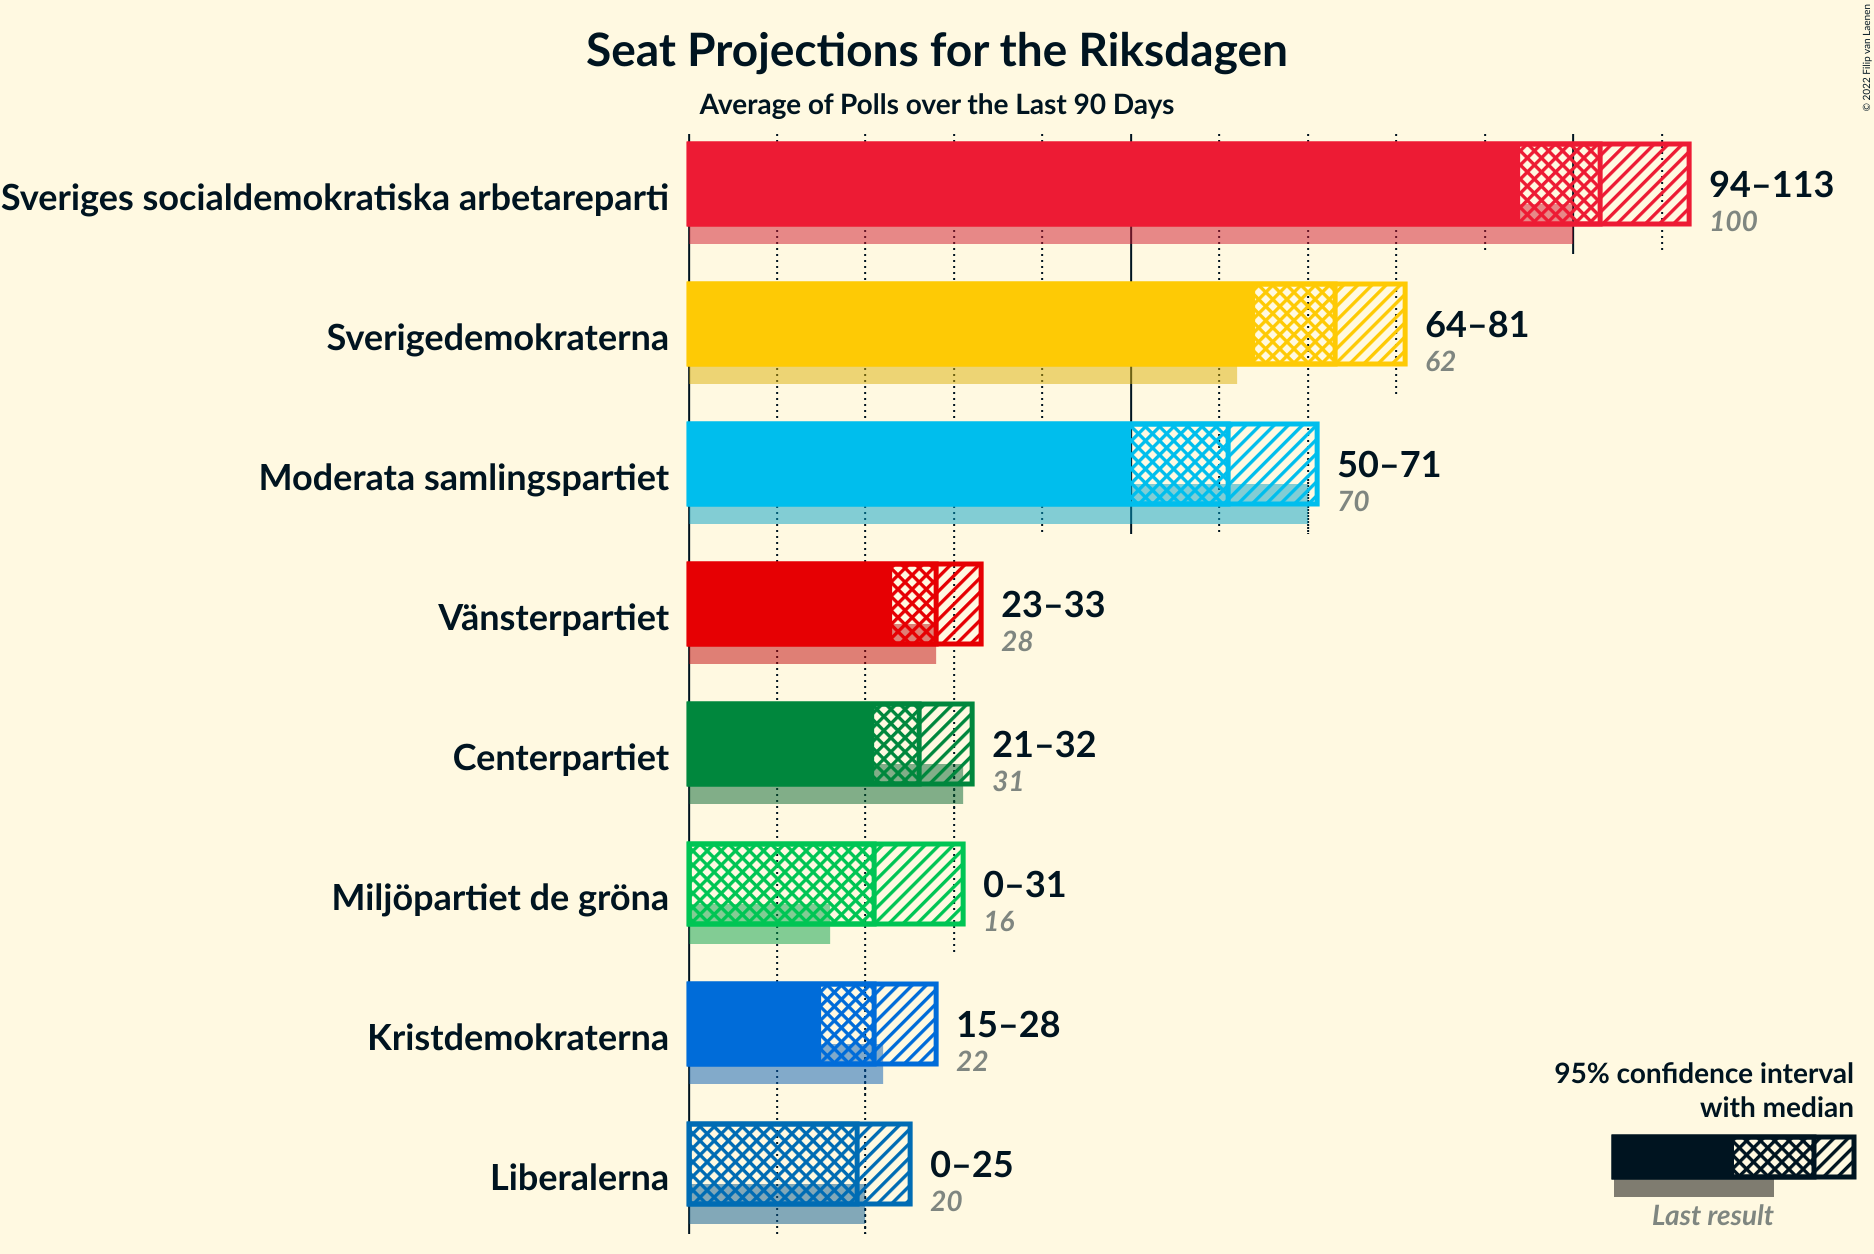 Seat Projections for the Riksdagen
Average of Polls over the Last 90 Days
© 2022 Filip van Laenen
Sveriges socialdemokratiska arbetareparti
94–113
100
Sverigedemokraterna
64–81
62
Moderata samlingspartiet
50–71
70
Vänsterpartiet
23–33
28
Centerpartiet
21–32
31
Miljöpartiet de gröna
0–31
16
Kristdemokraterna
15–28
22
Liberalerna
0–25
20
95% confidence interval
with median
Last result